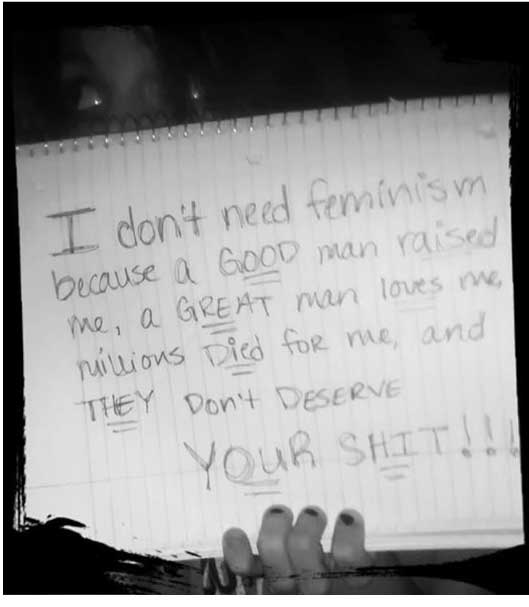 I don't need feminism
because a GOOD man raised
me, a GREAT man loves me,
millions Died for me, and
THEY Don't DESERVE
YOUR SHIT!!!